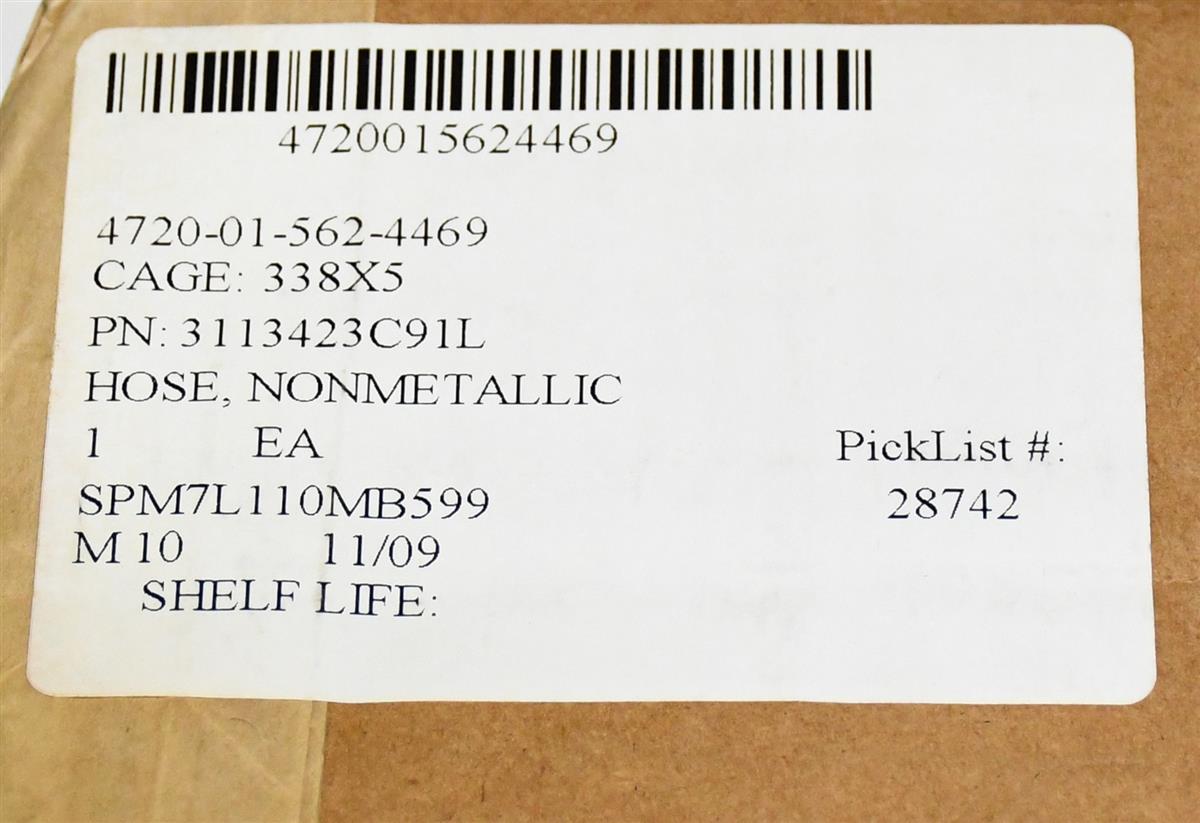 4720015624469
4720-01-562-4469
CAGE: 338X5
PN: 3113423C91L
HOSE, NONMETALLIC
1 EA
PickList #:
SPM7L110MB599
28742
M 10 11/09
SHELF LIFE: